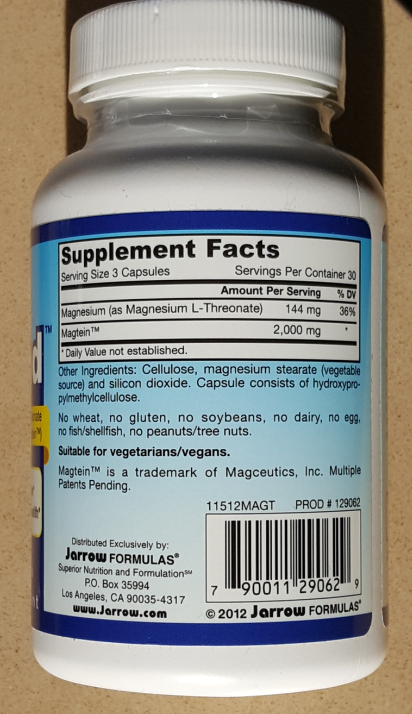 Supplement Facts
Serving Size 3 Capsules Servings Per Container 30
Amount Per Serving % DV
Magnesium (as Magnesium L-Threonate) 144 mg 36%
Magtein™ 2,000 mg *
* Daily Value not established.
Other Ingredients: Cellulose, magnesium stearate (vegetable
source) and silicon dioxide. Capsule consists of hydroxypro-
pylmethylcellulose.
No wheat, no gluten, no soybeans, no dairy, no egg,
no fish/shellfish, no peanuts/tree nuts.
Suitable for vegetarians/vegans.
Magtein™ is a trademark of Magceutics, Inc. Multiple
Patents Pending.
11512MAGT PROD # 129062
Distributed Exclusively by:
Jarrow FORMULAS®
Superior Nutrition and Formulation℠
P.O. Box 35994
Los Angeles, CA 90035-4317
www.Jarrow.com
7 90011 29062 9
© 2012 Jarrow FORMULAS®